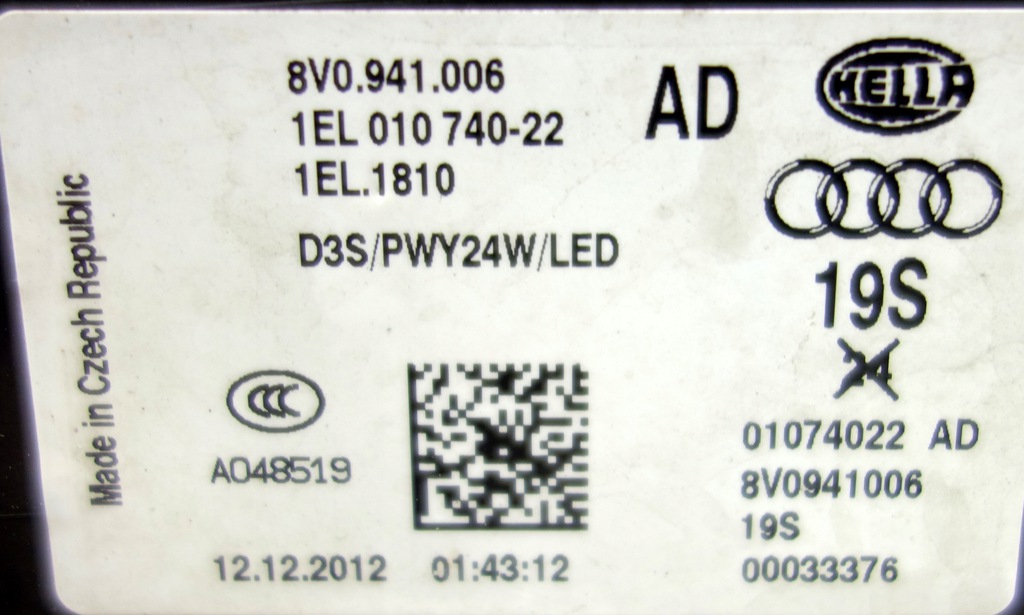 8V0.941.006
1EL 010 740-22
1EL.1810
AD
HELLA
D3S/PWY24W/LED
19S
24
Made in Czech Republic
CCC
A048519
01074022 AD
8V0941006
19S
00033376
12.12.2012 01:43:12